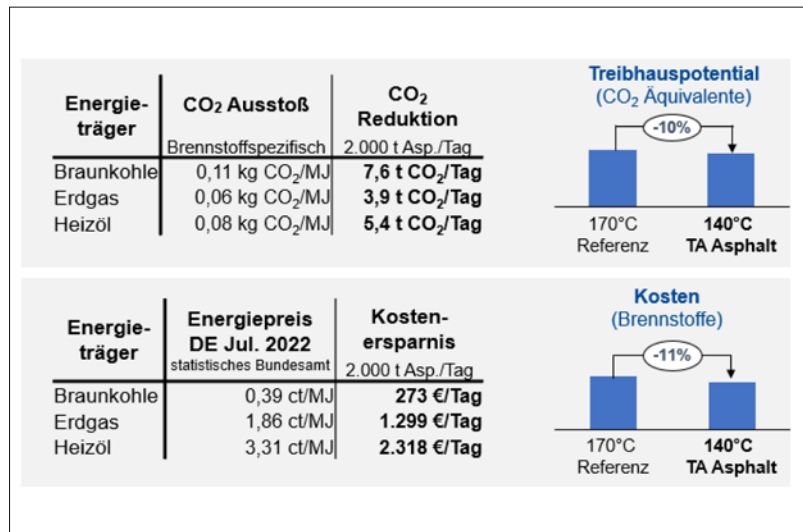 Energie-
träger
CO₂ Ausstoß
Brennstoffspezifisch
CO₂
Reduktion
2.000 t Asp./Tag
Braunkohle 0,11 kg CO₂/MJ 7,6 t CO₂/Tag
Erdgas 0,06 kg CO₂/MJ 3,9 t CO₂/Tag
Heizöl 0,08 kg CO₂/MJ 5,4 t CO₂/Tag
Treibhauspotential
(CO₂ Äquivalente)
-10%
170°C
Referenz
140°C
TA Asphalt
Energie-
träger
Energiepreis
DE Jul. 2022
statistisches Bundesamt
Kosten-
ersparnis
2.000 t Asp./Tag
Braunkohle 0,39 ct/MJ 273 €/Tag
Erdgas 1,86 ct/MJ 1.299 €/Tag
Heizöl 3,31 ct/MJ 2.318 €/Tag
Kosten
(Brennstoffe)
-11%
170°C
Referenz
140°C
TA Asphalt